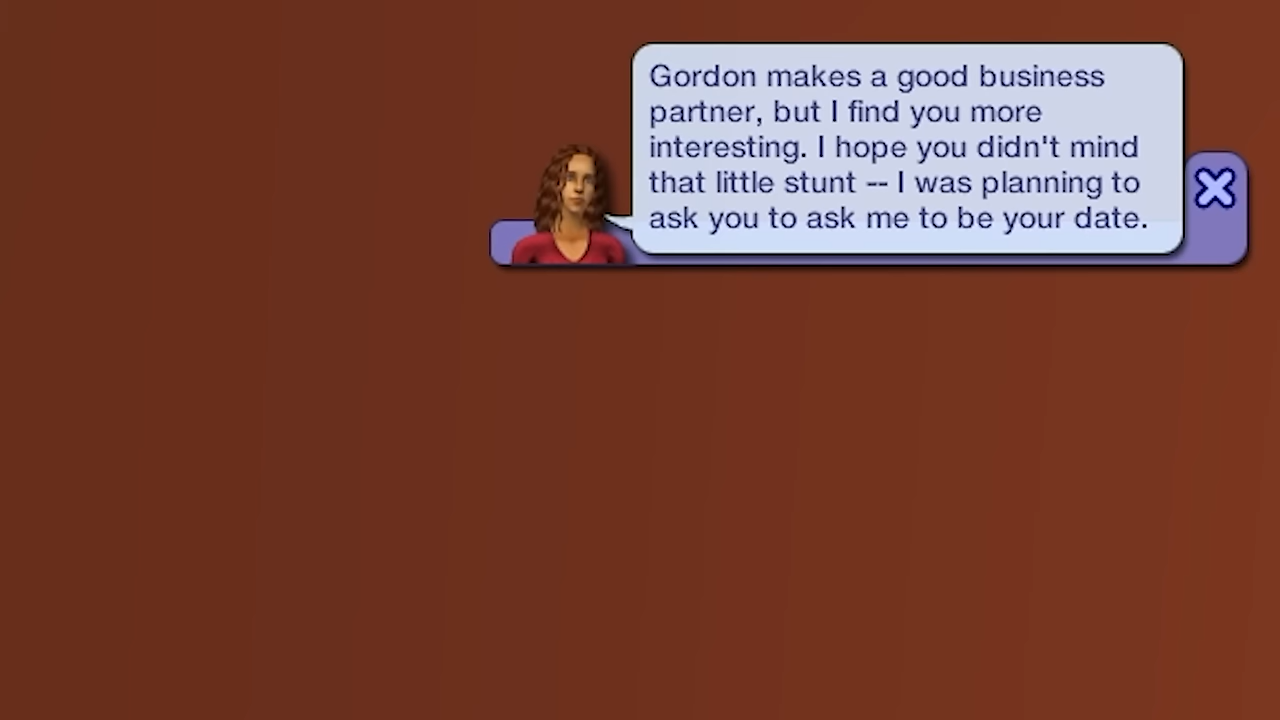 Gordon makes a good business
partner, but I find you more
interesting. I hope you didn't mind
that little stunt -- I was planning to
ask you to ask me to be your date.